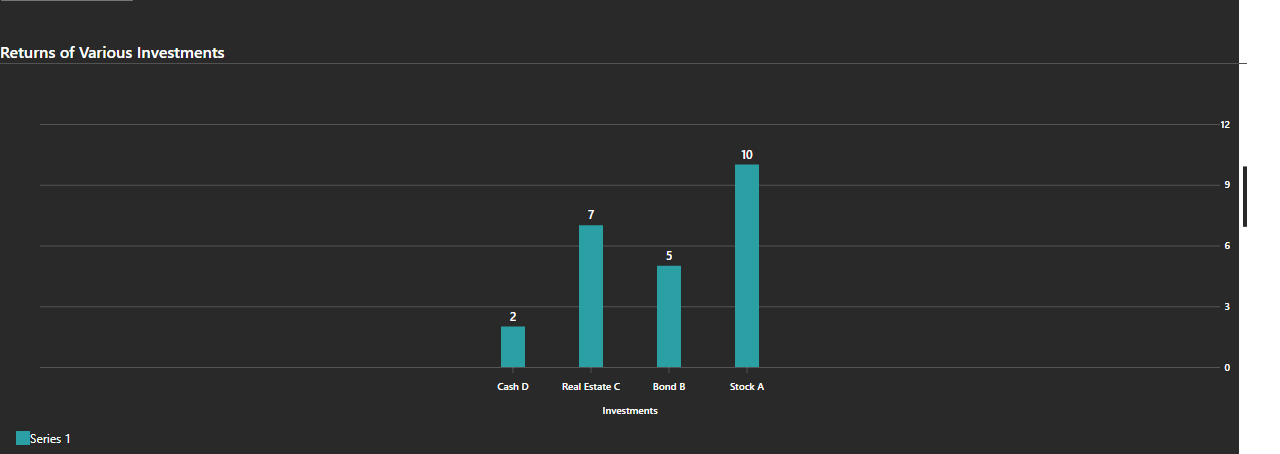 Returns of Various Investments
12
10
9
7
6
5
3
2
0
Cash D Real Estate C Bond B Stock A
Investments
Series 1